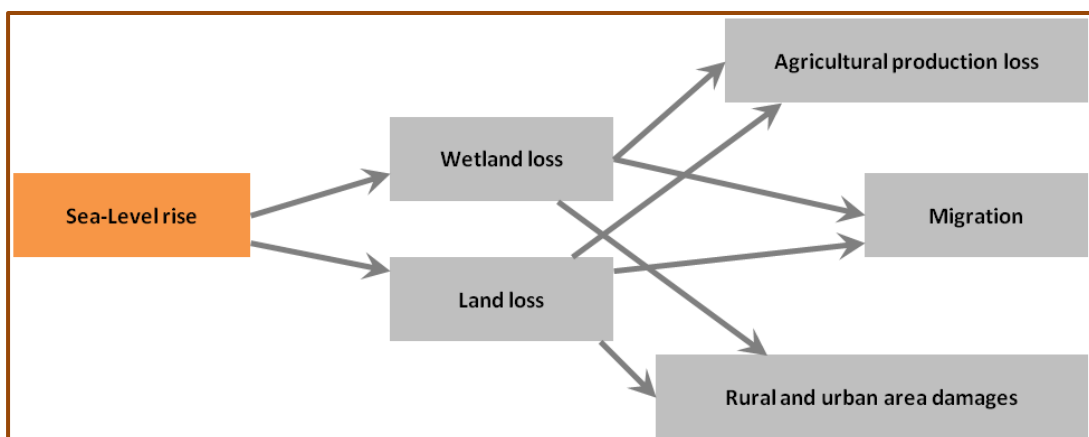 Agricultural production loss
Wetland loss
Sea-Level rise
Migration
Land loss
Rural and urban area damages